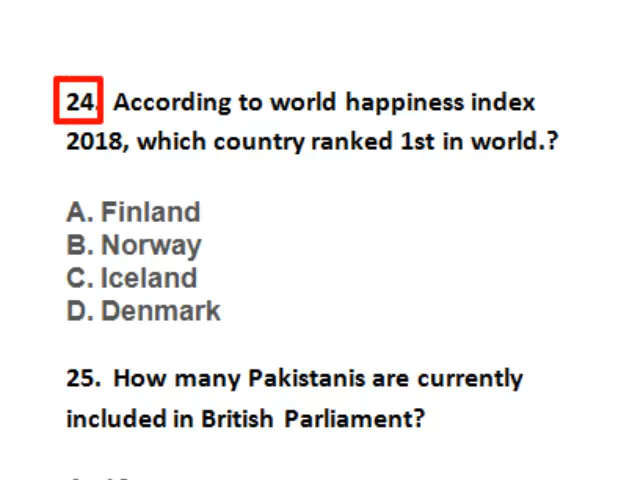 24. According to world happiness index
2018, which country ranked 1st in world.?
A. Finland
B. Norway
C. Iceland
D. Denmark
25. How many Pakistanis are currently
included in British Parliament?